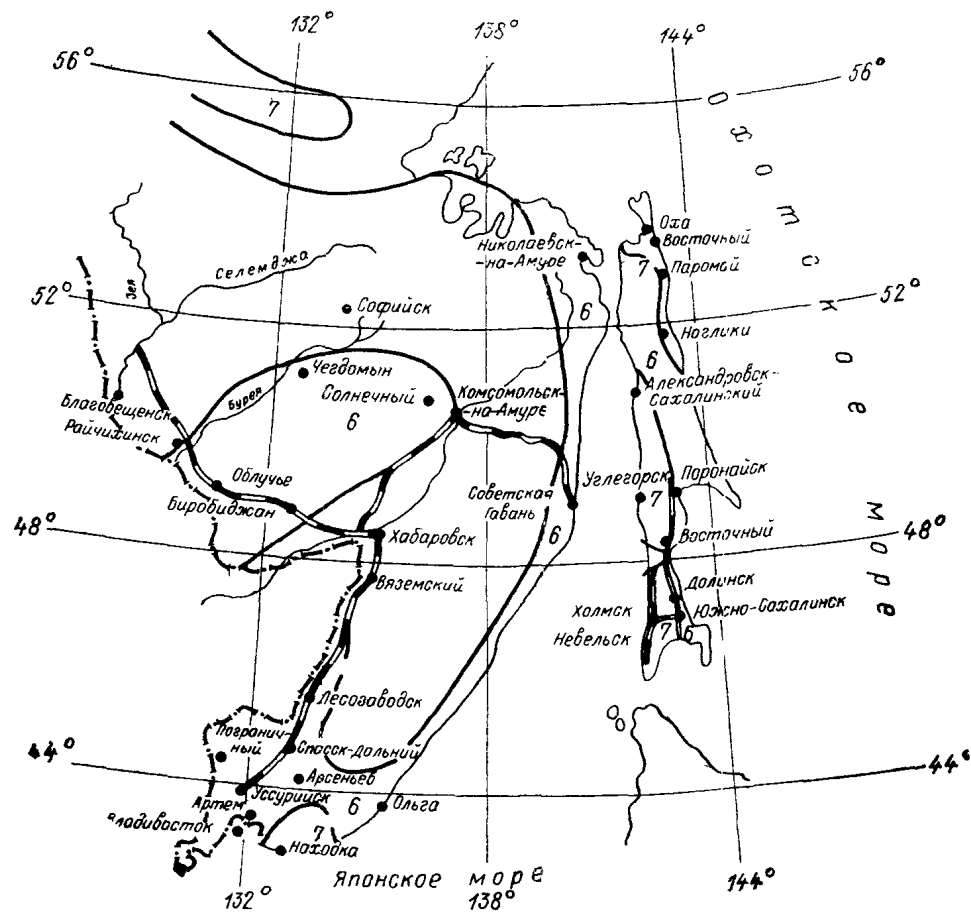 132°
138°
144°
56°
56°
7
Охотское море
Оха
Восточный
Николаевск-
-на-Амуре
7
Паромай
Селемджа
Зея
52°
52°
Софийск
6
Ноглики
Чегдомын
6
Бурея
Солнечный
Комсомольск-
-на-Амуре
Александровск-
Сахалинский
Благовещенск
6
Райчихинск
Облучье
Советская
Гавань
Углегорск
7
Поронайск
Биробиджан
48°
48°
Хабаровск
6
Восточный
Вяземский
Долинск
Холмск
Южно-Сахалинск
Невельск
7
6
Лесозаводск
Погранич-
ный
44°
Спасск-Дальний
44°
Арсеньев
Уссурийск
6
Ольга
Артем
Владивосток
7
Находка
Японское море
132°
138°
144°